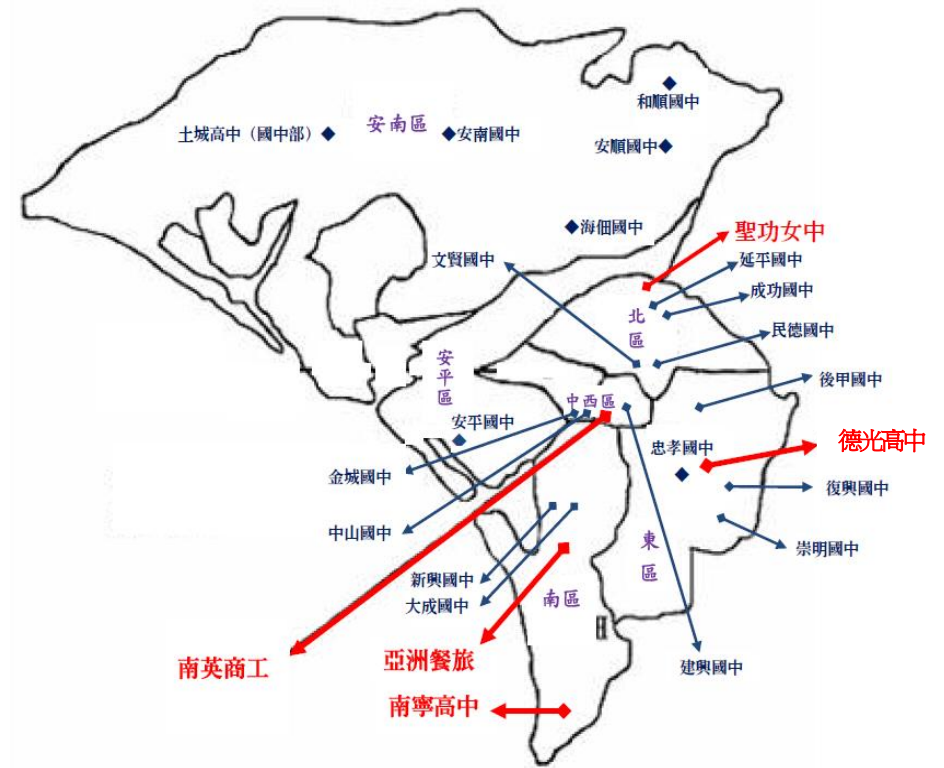 和順國中
土城高中（國中部）
安南區
安南國中
安順國中
海佃國中
聖功女中
文賢國中
延平國中
成功國中
北區
民德國中
安平區
後甲國中
中西區
安平國中
忠孝國中
德光高中
金城國中
復興國中
中山國中
東區
崇明國中
新興國中
大成國中
南區
亞洲餐旅
南英商工
建興國中
南寧高中